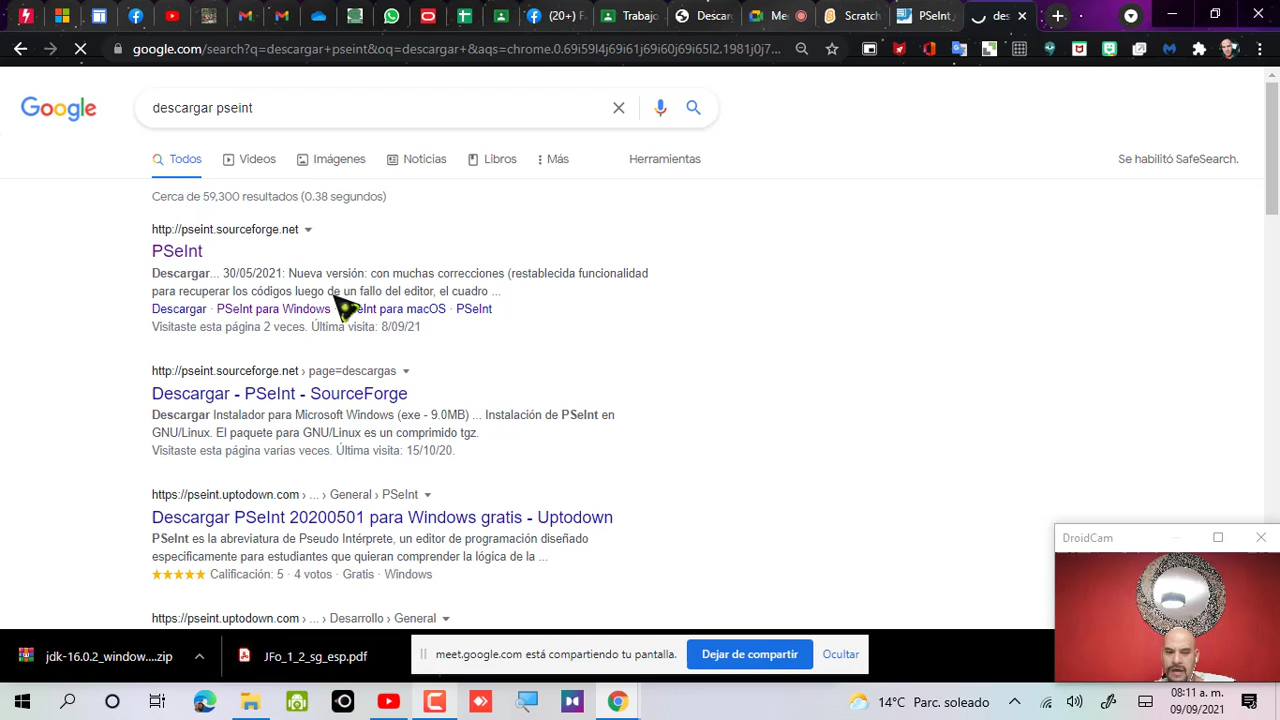 (20+) F
Trabajo
Descarg
Me
Scratch
PSeInt
des
google.com/search?q=descargar+pseint&oq=descargar+&aqs=chrome.0.69i59l4j69i61j69i60j69i65l2.1981j0j7...
Google
descargar pseint
Todos
Videos
Imágenes
Noticias
Libros
Más
Herramientas
Se habilitó SafeSearch.
Cerca de 59,300 resultados (0.38 segundos)
http://pseint.sourceforge.net
PSeInt
Descargar... 30/05/2021: Nueva versión: con muchas correcciones (restablecida funcionalidad
para recuperar los códigos luego de un fallo del editor, el cuadro ...
Descargar · PSeInt para Windows eInt para macOS · PSeInt
Visitaste esta página 2 veces. Última visita: 8/09/21
http://pseint.sourceforge.net › page=descargas
Descargar - PSeInt - SourceForge
Descargar Instalador para Microsoft Windows (exe - 9.0MB) ... Instalación de PSeInt en
GNU/Linux. El paquete para GNU/Linux es un comprimido tgz.
Visitaste esta página varias veces. Última visita: 15/10/20.
https://pseint.uptodown.com › ... › General › PSeInt
Descargar PSeInt 20200501 para Windows gratis - Uptodown
PSeInt es la abreviatura de Pseudo Intérprete, un editor de programación diseñado
específicamente para estudiantes que quieran comprender la lógica de la ...
Calificación: 5 · 4 votos · Gratis · Windows
https://pseint.uptodown.com › ... › Desarrollo › General
DroidCam
jdk-16.0.2_window....zip
JFo_1_2_sg_esp.pdf
meet.google.com está compartiendo tu pantalla.
Dejar de compartir
Ocultar
14°C Parc. soleado
08:11 a. m.
09/09/2021